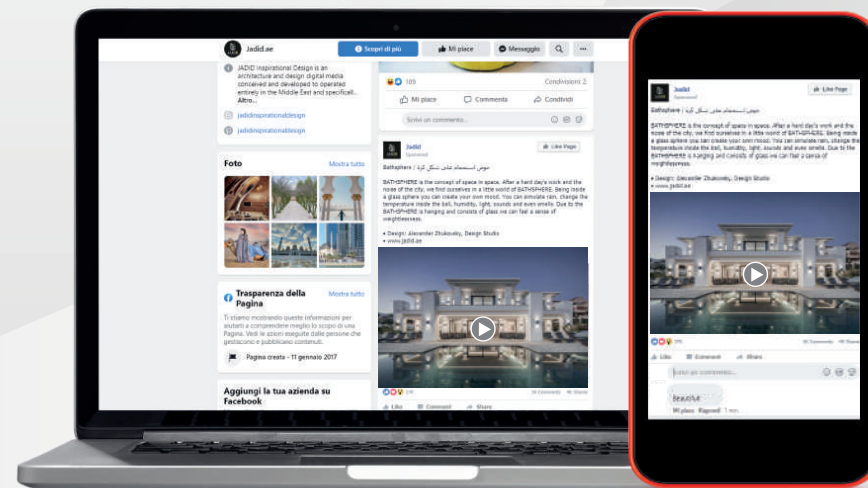 Jadid.ae
Scopri di più
Mi piace
Messaggio
JADID Inspirational Design is an
architecture and design digital media
conceived and developed to operated
entirely in the Middle East and specificall...
Altro...
jadidinspirationaldesign
jadidinspirationaldesign
Foto
Mostra tutto
Trasparenza della
Pagina
Mostra tutto
Ti stiamo mostrando queste informazioni per
aiutarti a comprendere meglio lo scopo di una
Pagina. Vedi le azioni eseguite dalle persone che
gestiscono e pubblicano contenuti.
Pagina creata - 11 gennaio 2017
Aggiungi la tua azienda su
Facebook
189
Condivisioni 2
Mi piace
Commenta
Condividi
Scrivi un commento...
Jadid
Sponsored
Like Page
Bathsphere / حوض استحمام على شكل كرة
BATHSPHERE is the concept of space in space. After a hard day's work and the
noise of the city, we find ourselves in a little world of BATHSPHERE. Being inside
a glass sphere you can create your own mood. You can simulate rain, change the
temperature inside the ball, humidity, light, sounds and even smells. Due to the
BATHSPHERE is hanging and consists of glass we can feel a sense of
weightlessness.
• Design: Alexander Zhukovsky, Design Studio
• www.jadid.ae
Like
Comment
Share
Jadid
Sponsored
Like Page
Bathsphere / حوض استحمام على شكل كرة
BATHSPHERE is the concept of space in space. After a hard day's work and the
noise of the city, we find ourselves in a little world of BATHSPHERE. Being inside
a glass sphere you can create your own mood. You can simulate rain, change the
temperature inside the ball, humidity, light, sounds and even smells. Due to the
BATHSPHERE is hanging and consists of glass we can feel a sense of
weightlessness.
• Design: Alexander Zhukovsky, Design Studio
• www.jadid.ae
Like
Comment
Share
Scrivi un commento...
Beautiful!
Mi piace · Rispondi · 1 min